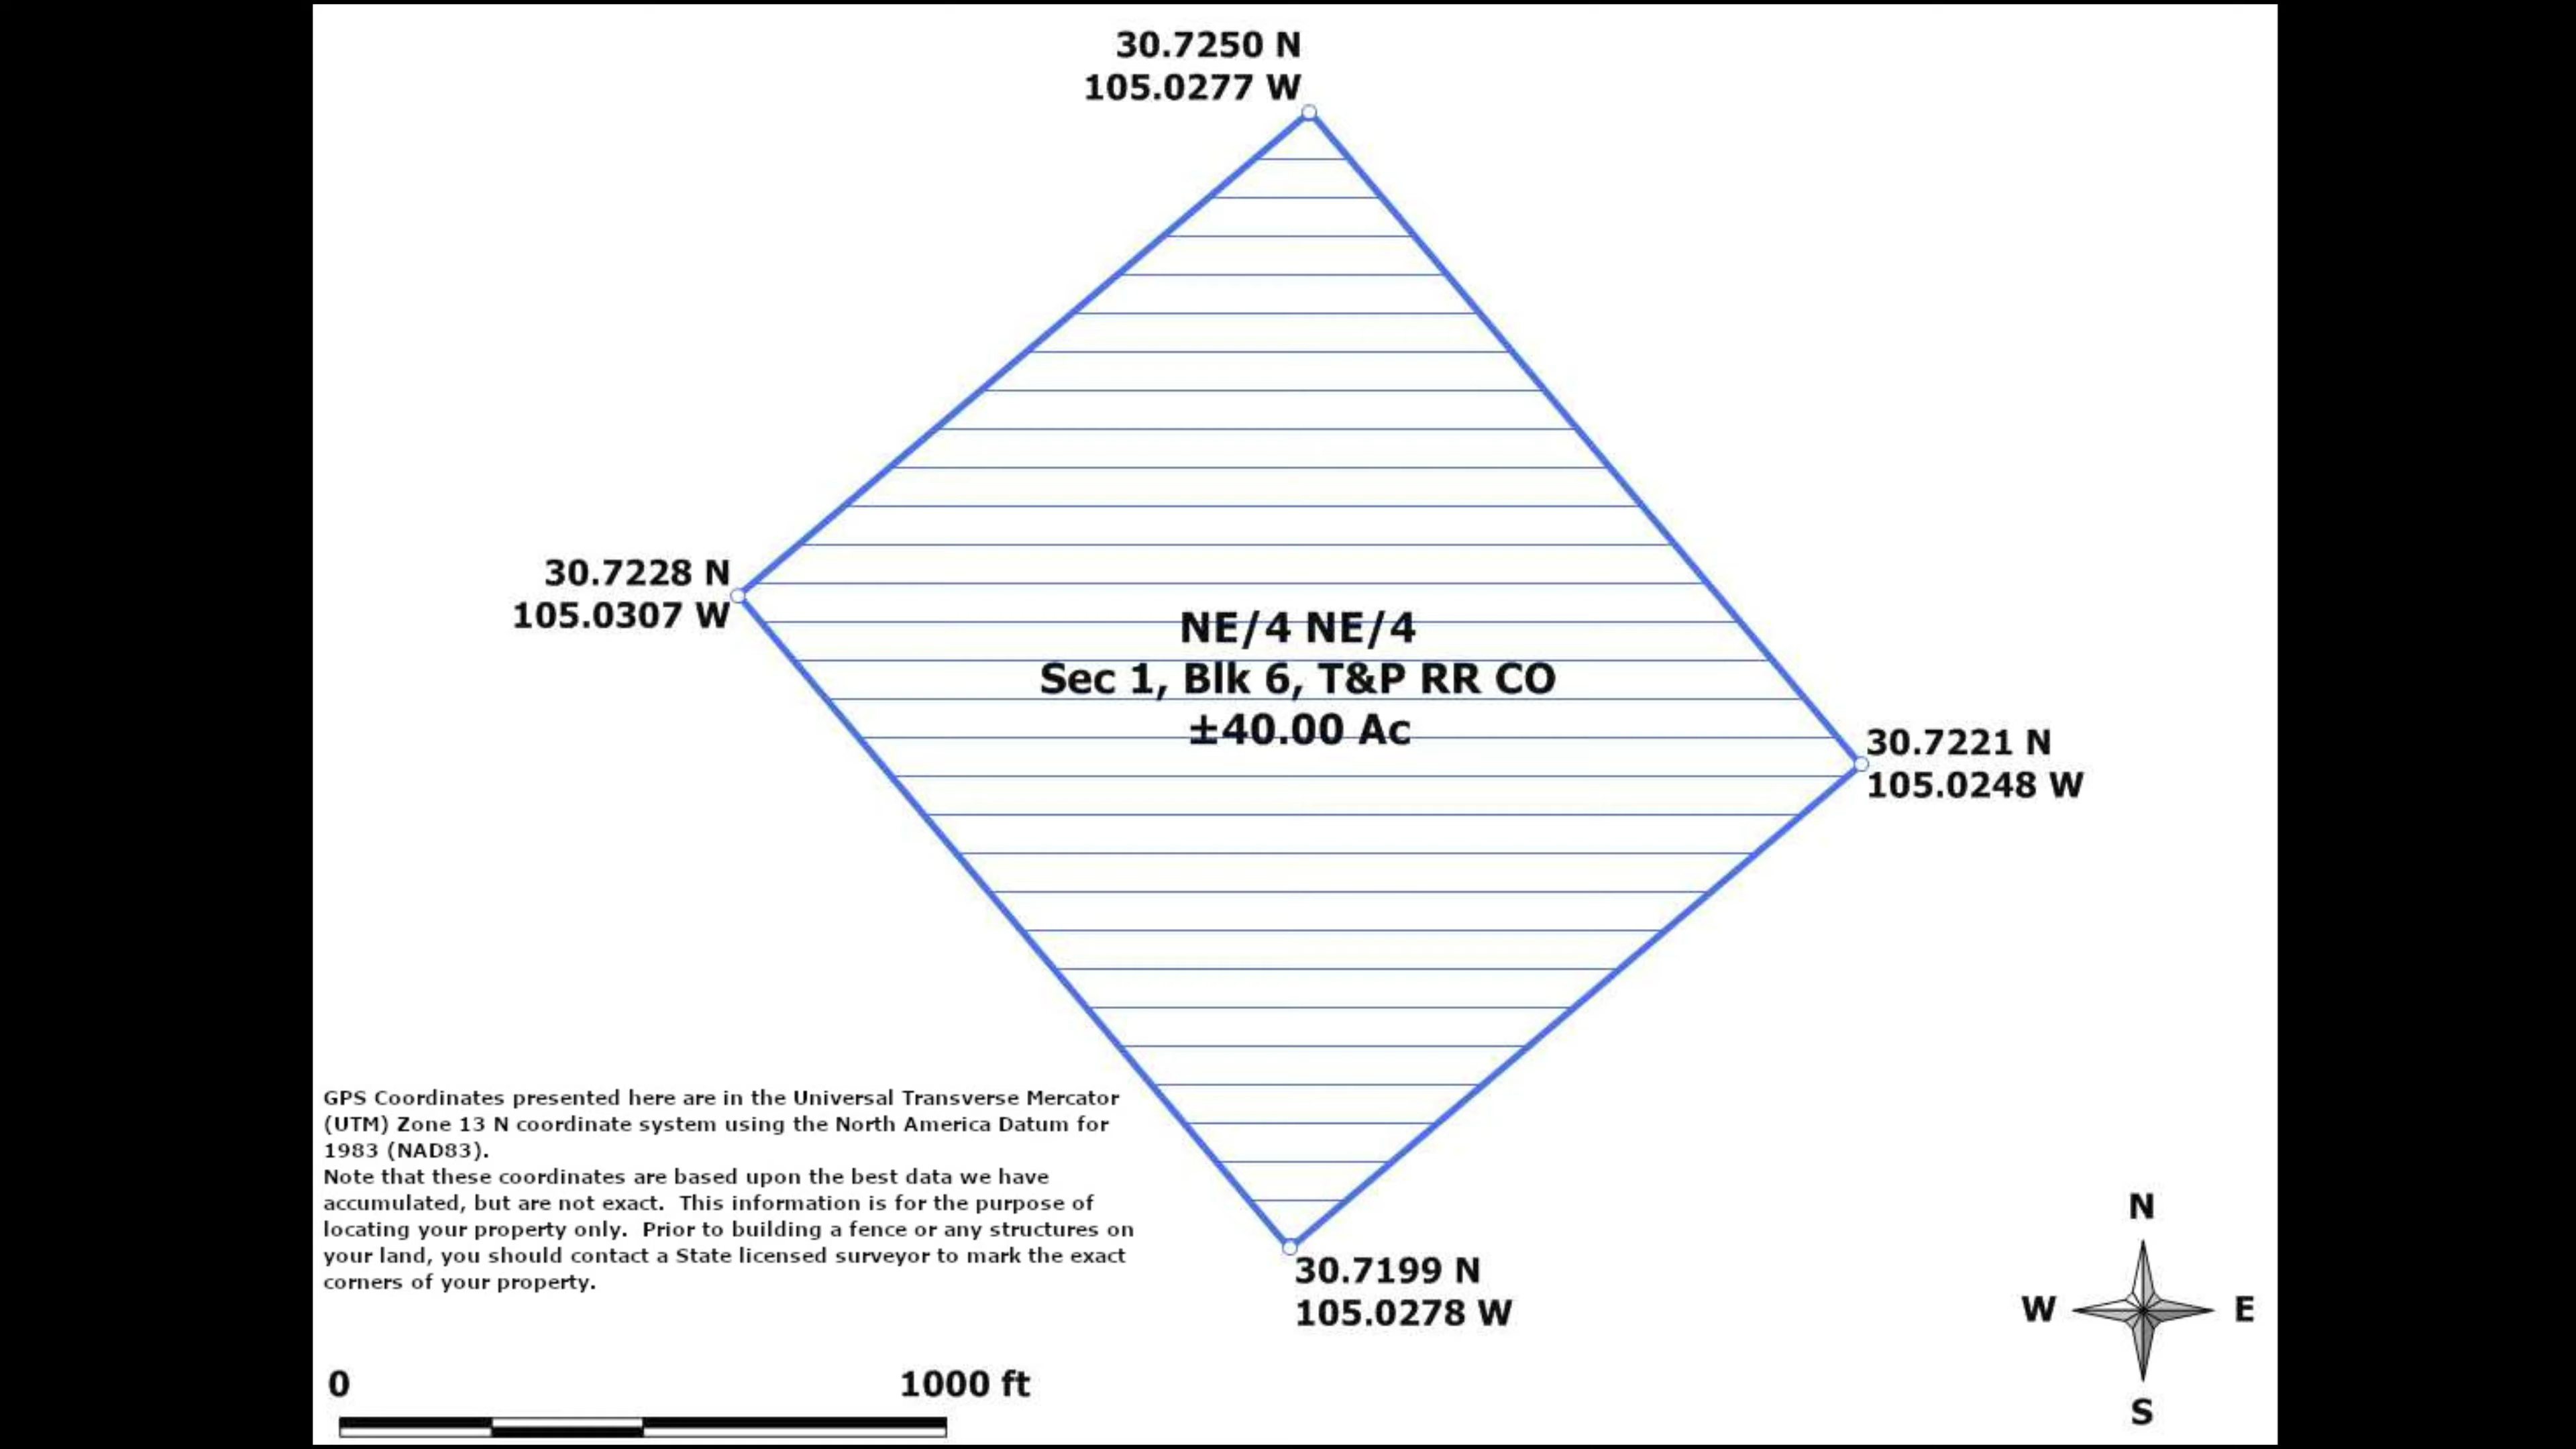 30.7250 N
105.0277 W
30.7228 N
105.0307 W
NE/4 NE/4
Sec 1, Blk 6, T&P RR CO
±40.00 Ac
30.7221 N
105.0248 W
GPS Coordinates presented here are in the Universal Transverse Mercator
(UTM) Zone 13 N coordinate system using the North America Datum for
1983 (NAD83).
Note that these coordinates are based upon the best data we have
accumulated, but are not exact.  This information is for the purpose of
locating your property only.  Prior to building a fence or any structures on
your land, you should contact a State licensed surveyor to mark the exact
corners of your property.
30.7199 N
105.0278 W
N
W E
S
0 1000 ft